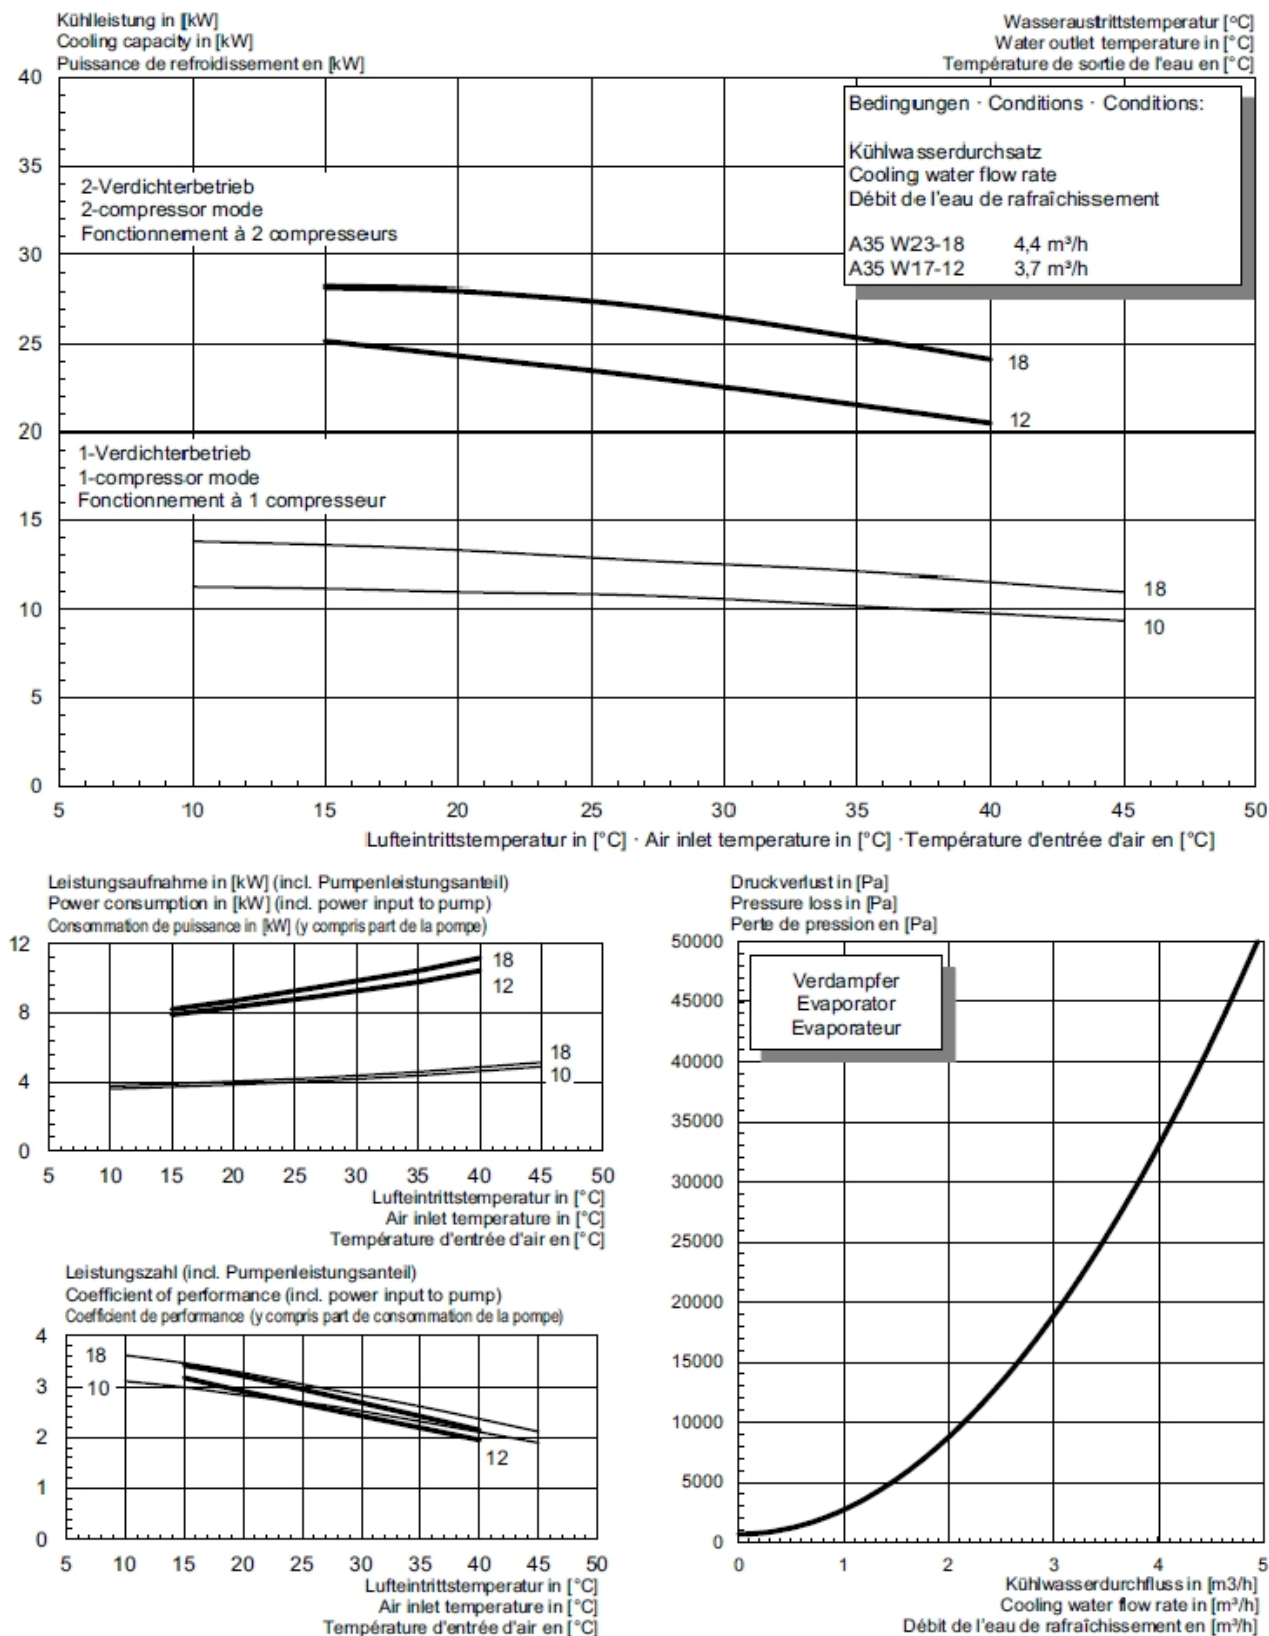 Kühlleistung in [kW]
Cooling capacity in [kW]
Puissance de refroidissement en [kW]
Wasseraustrittstemperatur [°C]
Water outlet temperature in [°C]
Température de sortie de l'eau en [°C]
40
35
30
25
20
15
10
5
0
Bedingungen · Conditions · Conditions:
Kühlwasserdurchsatz
Cooling water flow rate
Débit de l'eau de rafraîchissement
A35 W23-18 4,4 m³/h
A35 W17-12 3,7 m³/h
2-Verdichterbetrieb
2-compressor mode
Fonctionnement à 2 compresseurs
18
12
1-Verdichterbetrieb
1-compressor mode
Fonctionnement à 1 compresseur
18
10
5 10 15 20 25 30 35 40 45 50
Lufteintrittstemperatur in [°C] · Air inlet temperature in [°C] ·Température d'entrée d'air en [°C]
Leistungsaufnahme in [kW] (incl. Pumpenleistungsanteil)
Power consumption in [kW] (incl. power input to pump)
Consommation de puissance in [kW] (y compris part de la pompe)
12
8
4
0
18
12
18
10
5 10 15 20 25 30 35 40 45 50
Lufteintrittstemperatur in [°C]
Air inlet temperature in [°C]
Température d'entrée d'air en [°C]
Leistungszahl (incl. Pumpenleistungsanteil)
Coefficient of performance (incl. power input to pump)
Coefficient de performance (y compris part de consommation de la pompe)
4
3
2
1
0
18
10
12
5 10 15 20 25 30 35 40 45 50
Lufteintrittstemperatur in [°C]
Air inlet temperature in [°C]
Température d'entrée d'air en [°C]
Druckverlust in [Pa]
Pressure loss in [Pa]
Perte de pression en [Pa]
50000
45000
40000
35000
30000
25000
20000
15000
10000
5000
0
Verdampfer
Evaporator
Evaporateur
0 1 2 3 4 5
Kühlwasserdurchfluss in [m3/h]
Cooling water flow rate in [m³/h]
Débit de l'eau de rafraîchissement en [m³/h]